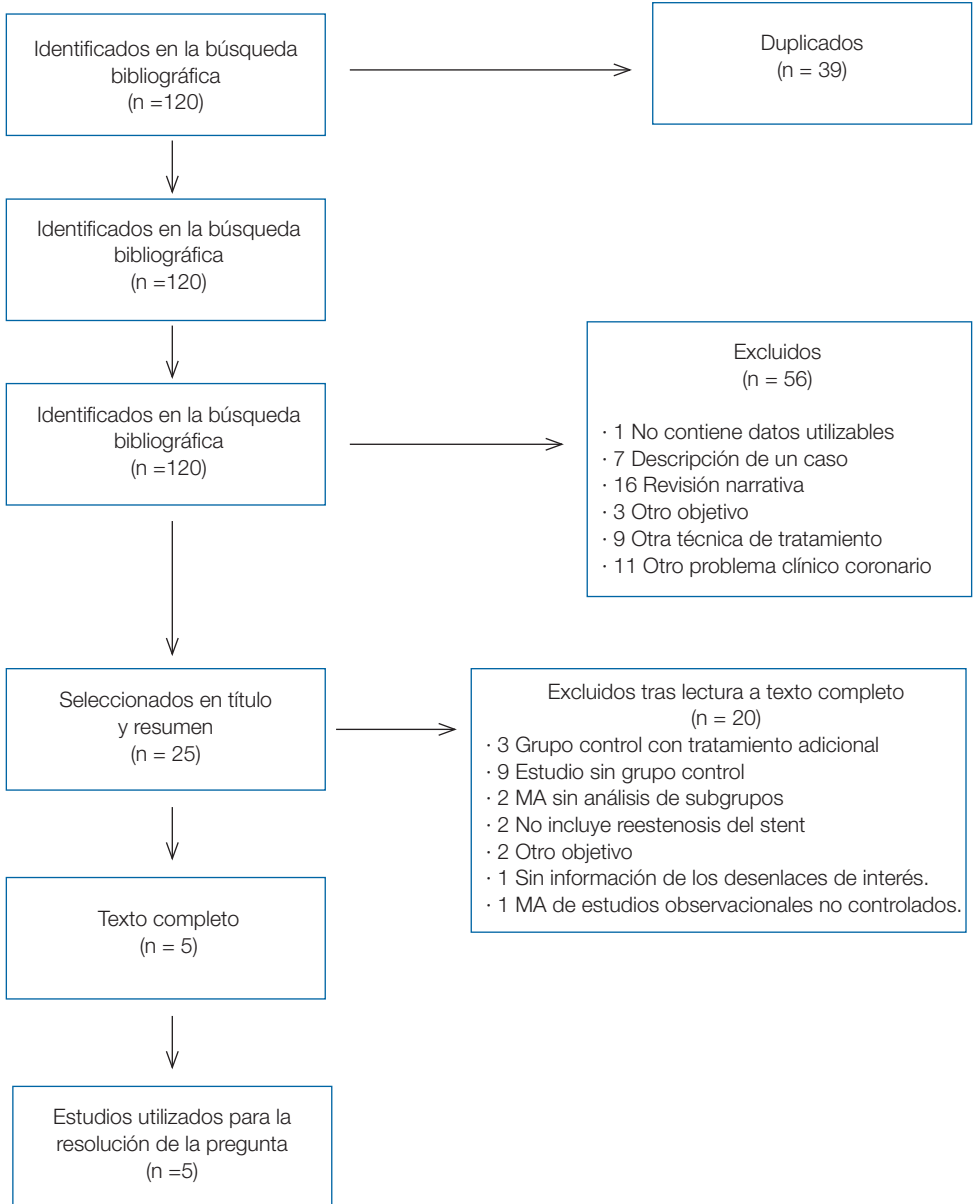 Identificados en la búsqueda
bibliográfica
(n =120)
Duplicados
(n = 39)
Identificados en la búsqueda
bibliográfica
(n =120)
Identificados en la búsqueda
bibliográfica
(n =120)
Excluidos
(n = 56)
· 1 No contiene datos utilizables
· 7 Descripción de un caso
· 16 Revisión narrativa
· 3 Otro objetivo
· 9 Otra técnica de tratamiento
· 11 Otro problema clínico coronario
Seleccionados en título
y resumen
(n = 25)
Excluidos tras lectura a texto completo
(n = 20)
· 3 Grupo control con tratamiento adicional
· 9 Estudio sin grupo control
· 2 MA sin análisis de subgrupos
· 2 No incluye reestenosis del stent
· 2 Otro objetivo
· 1 Sin información de los desenlaces de interés.
· 1 MA de estudios observacionales no controlados.
Texto completo
(n = 5)
Estudios utilizados para la
resolución de la pregunta
(n =5)